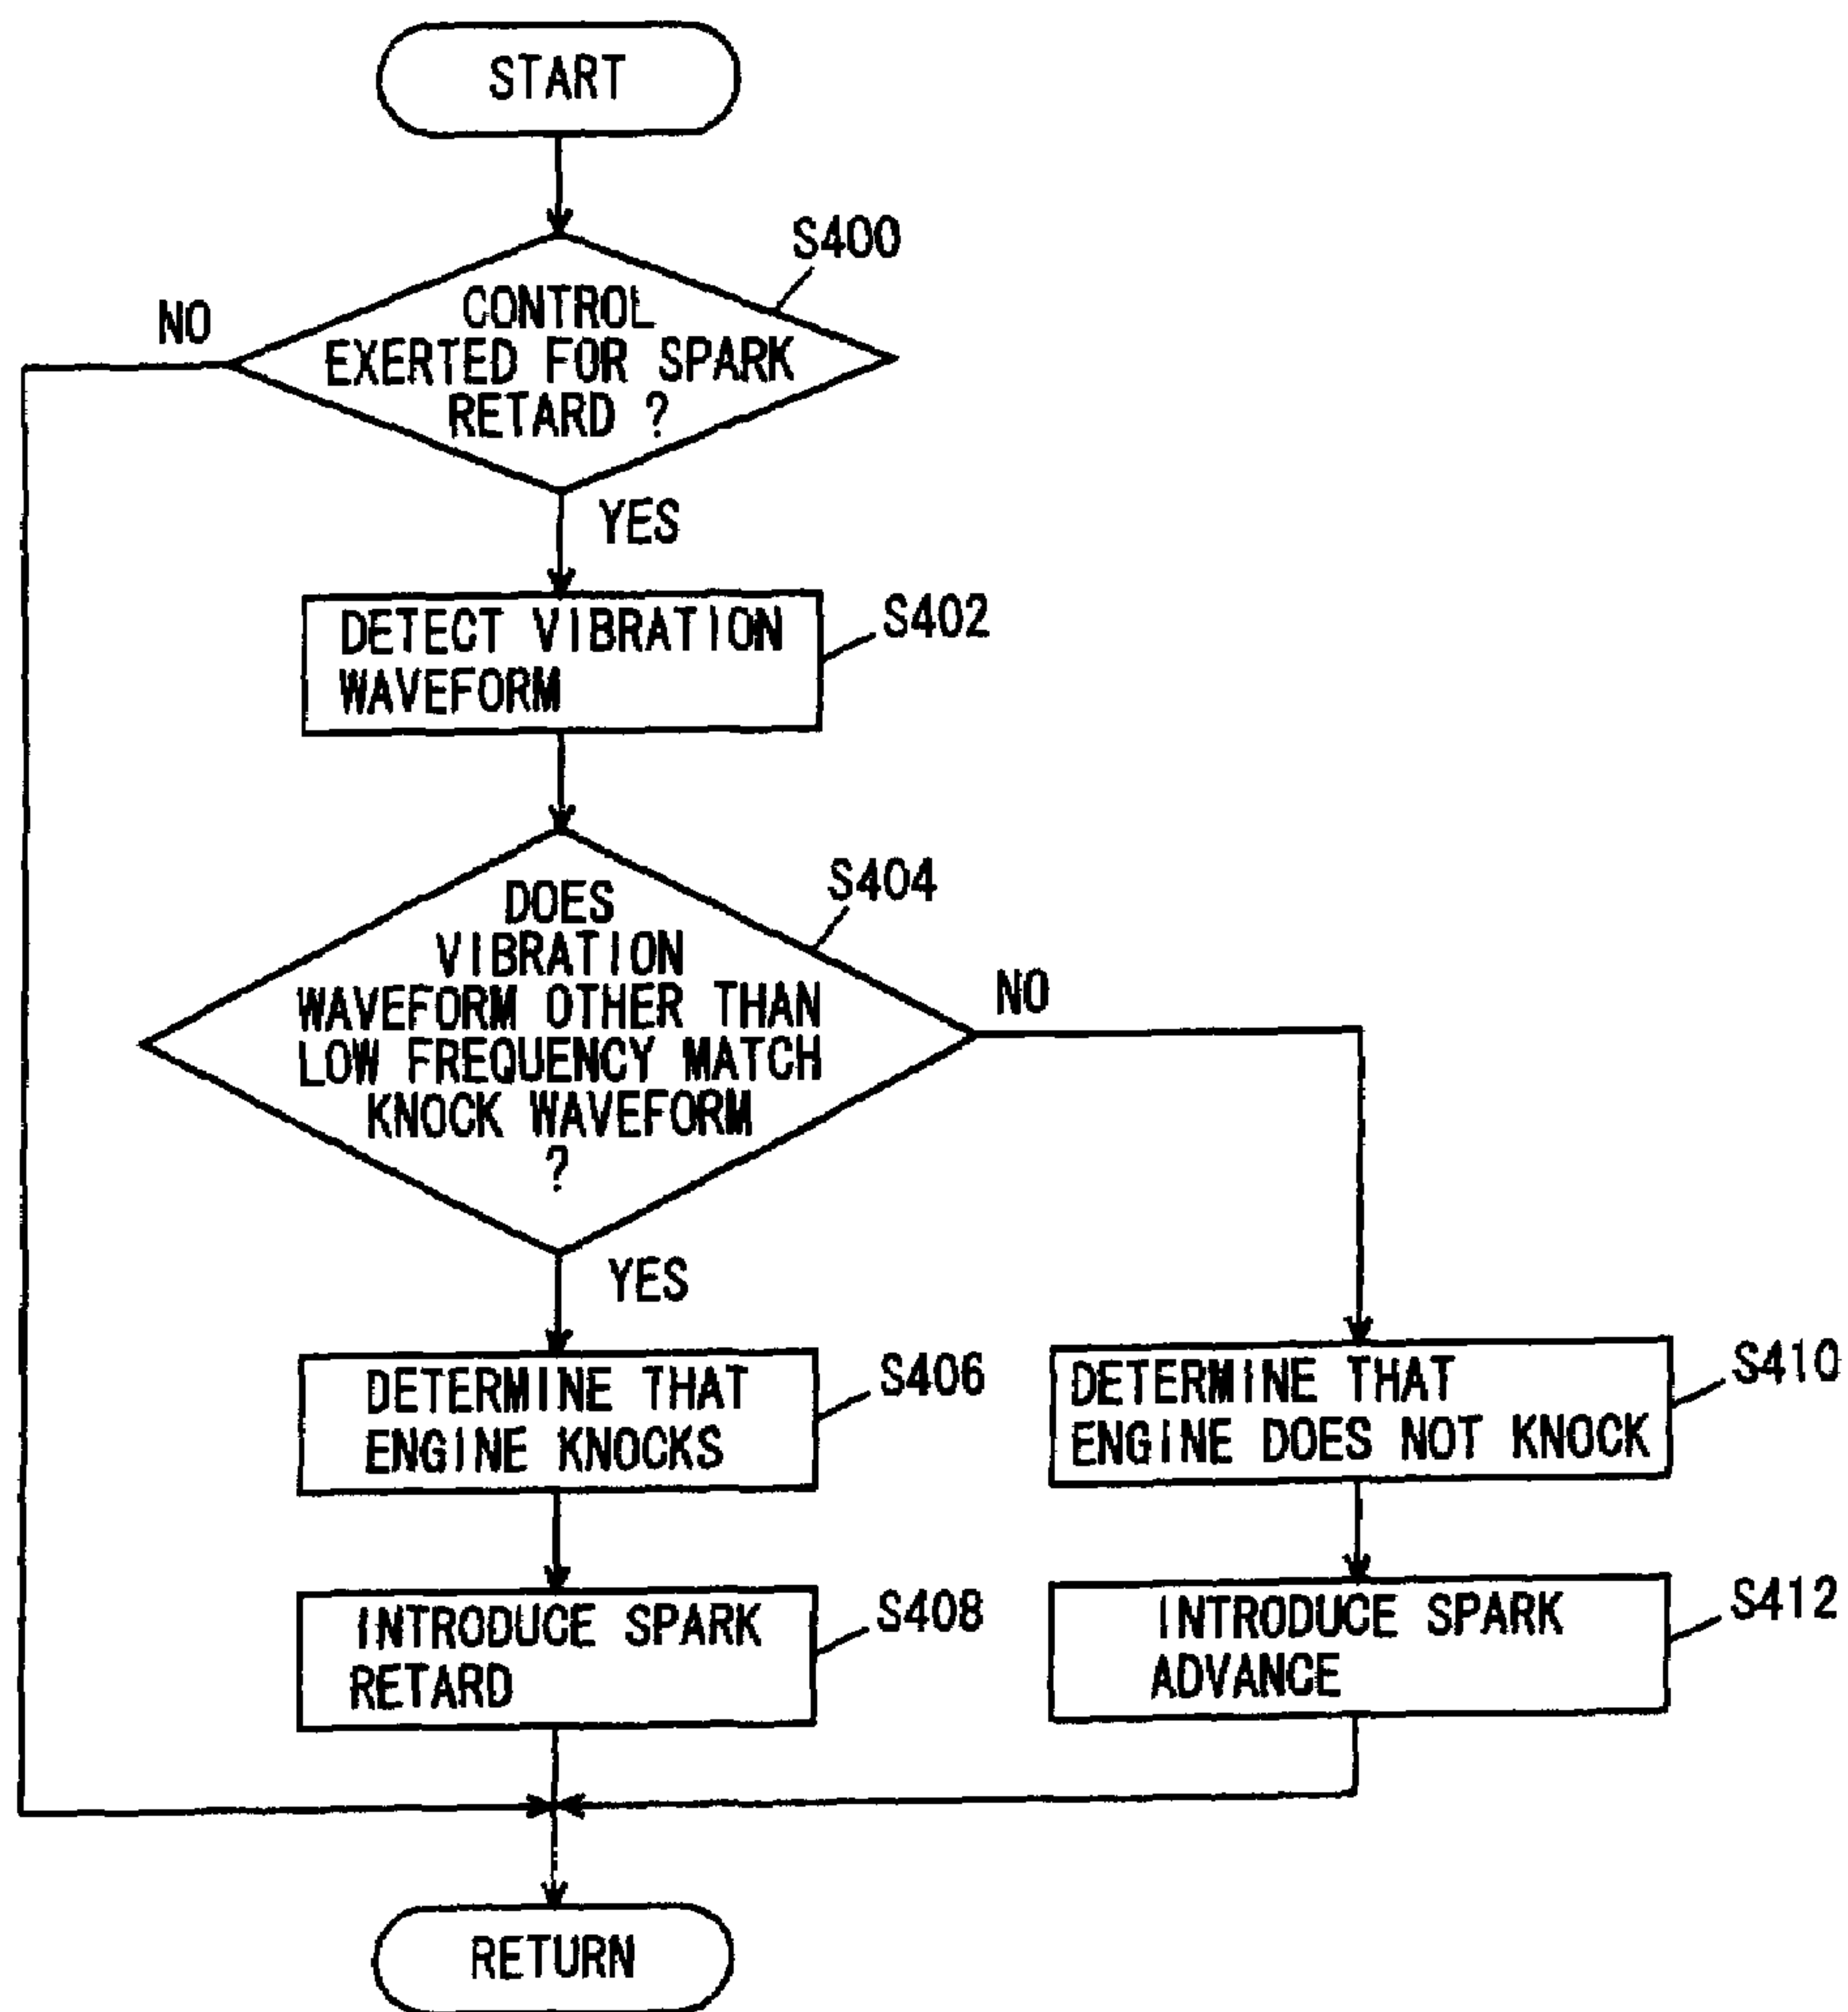 START
S400
NO
CONTROL
EXERTED FOR SPARK
RETARD ?
YES
DETECT VIBRATION
WAVEFORM
S402
S404
DOES
VIBRATION
WAVEFORM OTHER THAN
LOW FREQUENCY MATCH
KNOCK WAVEFORM
?
NO
YES
DETERMINE THAT
ENGINE KNOCKS
S406
DETERMINE THAT
ENGINE DOES NOT KNOCK
S410
INTRODUCE SPARK
RETARD
S408
INTRODUCE SPARK
ADVANCE
S412
RETURN